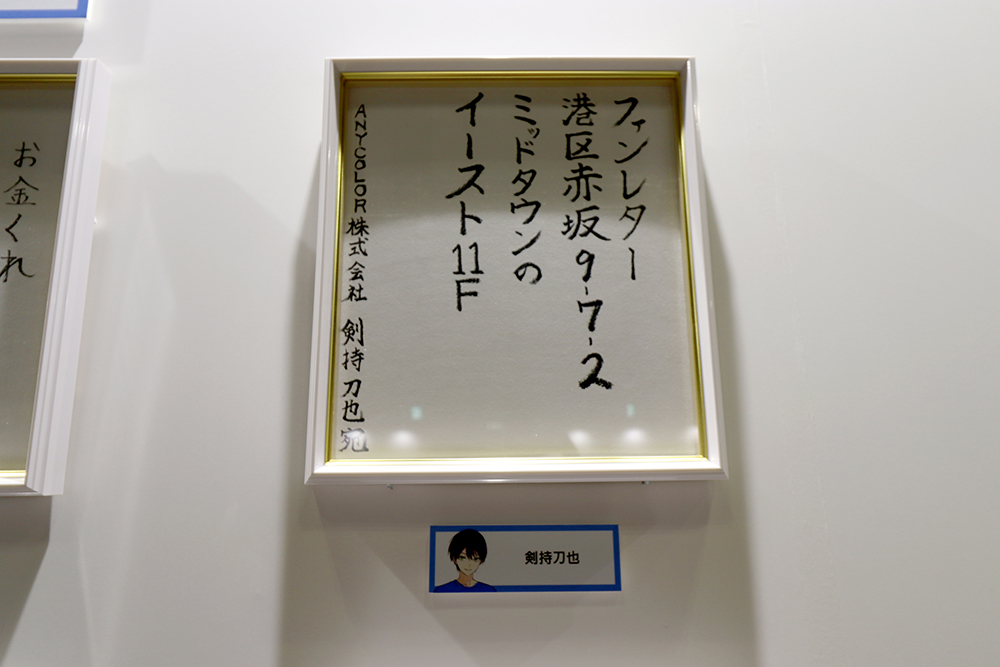 ファンレター
港区赤坂9-7-2
ミッドタウンの
イースト11F
ANYCOLOR株式会社 剣持刀也宛
剣持刀也
お金くれ